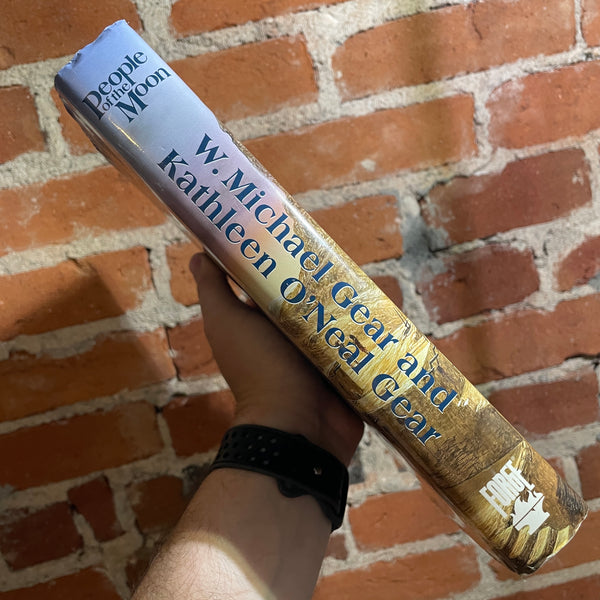 People
of the
Moon
W. Michael Gear and
Kathleen O'Neal Gear
FORGE